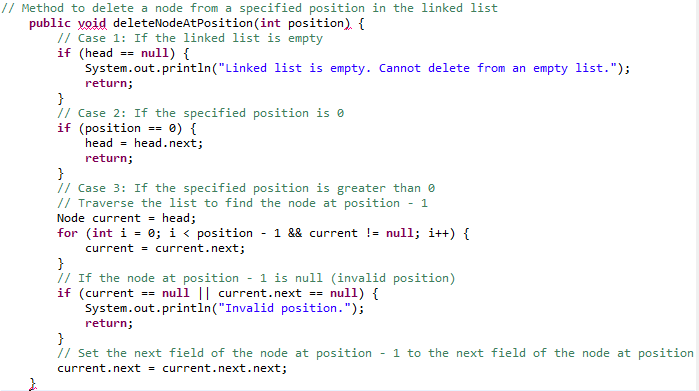 // Method to delete a node from a specified position in the linked list
public void deleteNodeAtPosition(int position) {
// Case 1: If the linked list is empty
if (head == null) {
System.out.println("Linked list is empty. Cannot delete from an empty list.");
return;
}
// Case 2: If the specified position is 0
if (position == 0) {
head = head.next;
return;
}
// Case 3: If the specified position is greater than 0
// Traverse the list to find the node at position - 1
Node current = head;
for (int i = 0; i < position - 1 && current != null; i++) {
current = current.next;
}
// If the node at position - 1 is null (invalid position)
if (current == null || current.next == null) {
System.out.println("Invalid position.");
return;
}
// Set the next field of the node at position - 1 to the next field of the node at position
current.next = current.next.next;
}